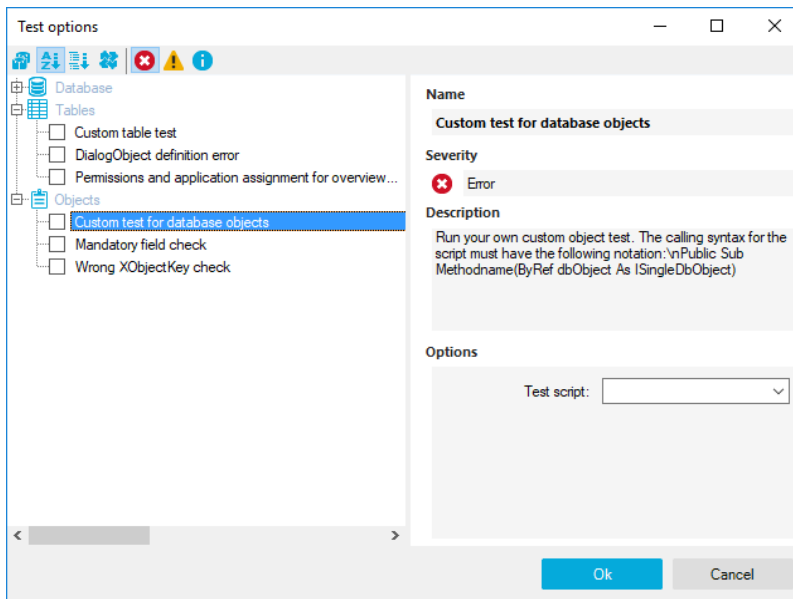 Test options
Database
Tables
Custom table test
DialogObject definition error
Permissions and application assignment for overview...
Objects
Custom test for database objects
Mandatory field check
Wrong XObjectKey check
Name
Custom test for database objects
Severity
Error
Description
Run your own custom object test. The calling syntax for the
script must have the following notation:\nPublic Sub
Methodname(ByRef dbObject As ISingleDbObject)
Options
Test script:
Ok
Cancel